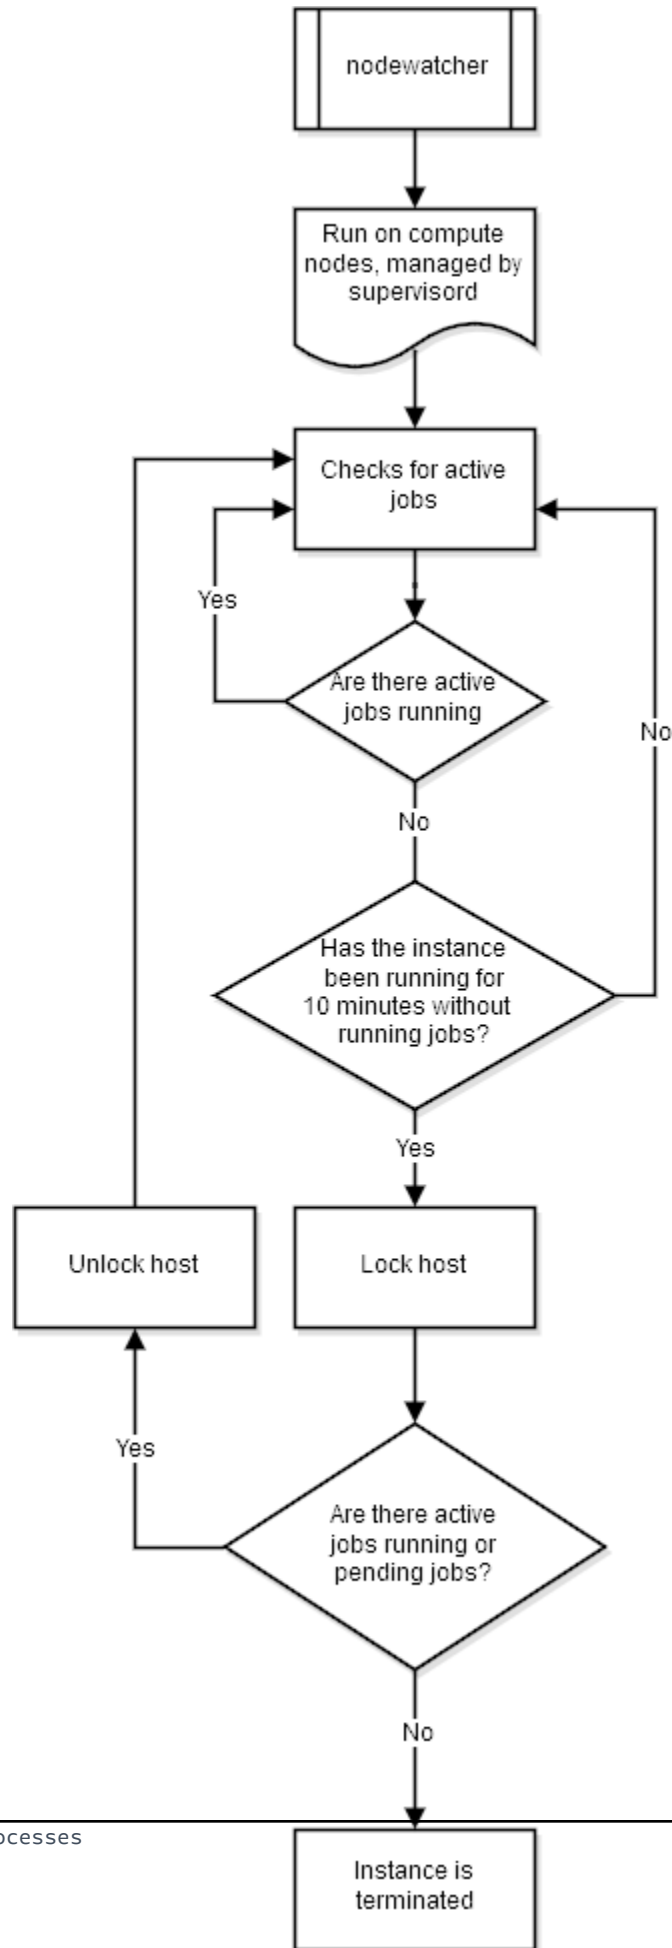 nodewatcher
Run on compute
nodes, managed by
supervisord
Checks for active
jobs
Yes
Are there active
jobs running
No
No
Has the instance
been running for
10 minutes without
running jobs?
Yes
Unlock host
Lock host
Yes
Are there active
jobs running or
pending jobs?
No
ocesses
Instance is
terminated